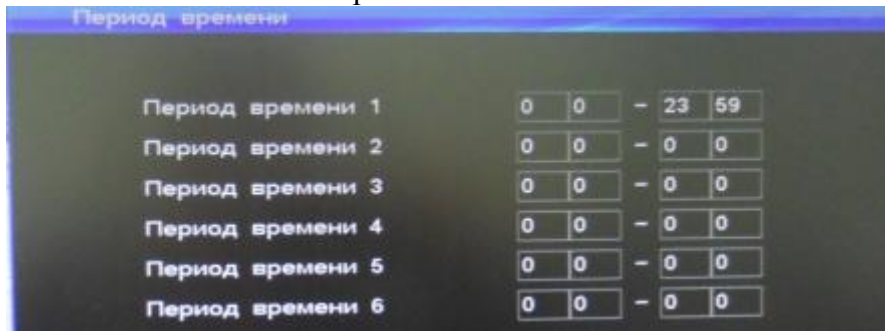 Период времени
Период времени 1 0 0 - 23 59
Период времени 2 0 0 - 0 0
Период времени 3 0 0 - 0 0
Период времени 4 0 0 - 0 0
Период времени 5 0 0 - 0 0
Период времени 6 0 0 - 0 0